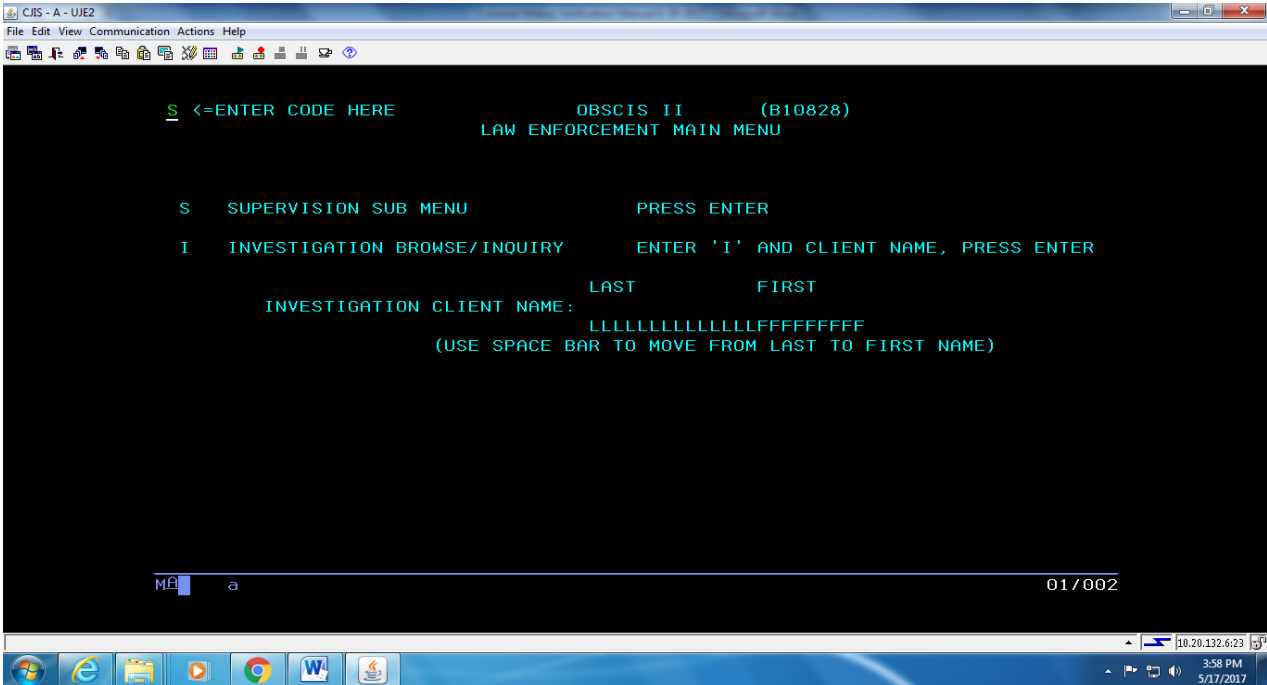 CJIS - A - UJE2
File Edit View Communication Actions Help
S <=ENTER CODE HERE OBSCIS II (B10828)
LAW ENFORCEMENT MAIN MENU
S SUPERVISION SUB MENU PRESS ENTER
I INVESTIGATION BROWSE/INQUIRY ENTER 'I' AND CLIENT NAME, PRESS ENTER
LAST FIRST
INVESTIGATION CLIENT NAME:
LLLLLLLLLLLLLLFFFFFFFFF
(USE SPACE BAR TO MOVE FROM LAST TO FIRST NAME)
MA a 01/002
10.20.132.6:23
3:58 PM
5/17/2017